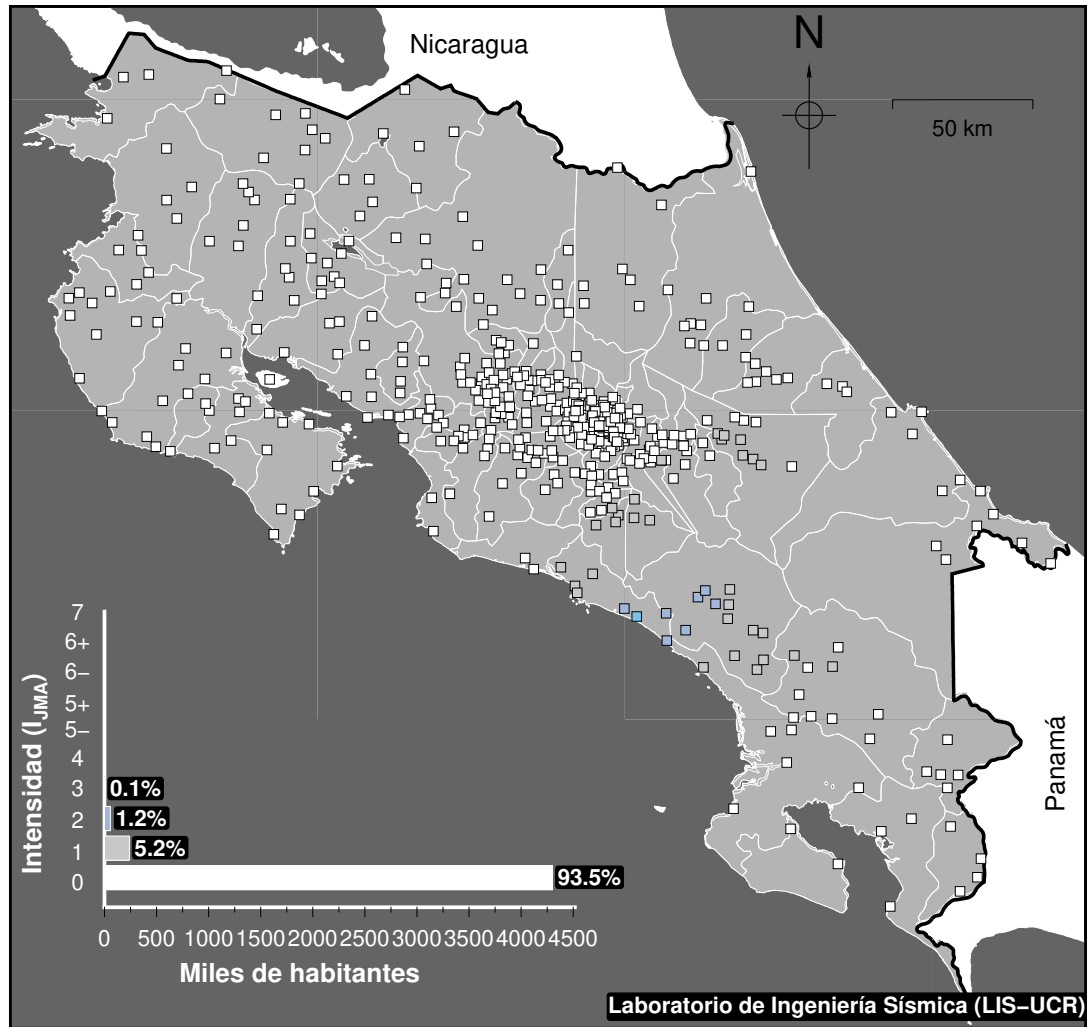 Nicaragua
N
50 km
Panamá
Intensidad (I_JMA)
7
6+
6−
5+
5−
4
3 0.1%
2 1.2%
1 5.2%
0 93.5%
0 500 1000 1500 2000 2500 3000 3500 4000 4500
Miles de habitantes
Laboratorio de Ingeniería Sísmica (LIS−UCR)